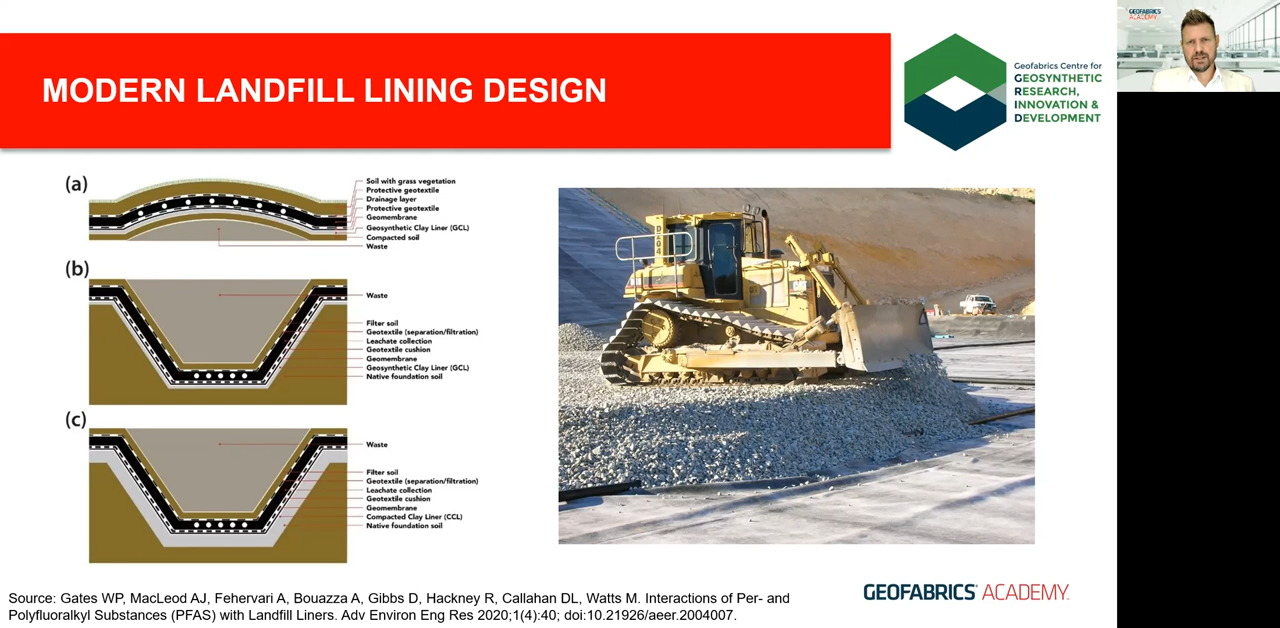 MODERN LANDFILL LINING DESIGN
Geofabrics Centre for
GEOSYNTHETIC
RESEARCH,
INNOVATION &
DEVELOPMENT
GEOFABRICS
ACADEMY
(a)
Soil with grass vegetation
Protective geotextile
Drainage layer
Protective geotextile
Geomembrane
Geosynthetic Clay Liner (GCL)
Compacted soil
Waste
(b)
Waste
Filter soil
Geotextile (separation/filtration)
Leachate collection
Geotextile cushion
Geomembrane
Geosynthetic Clay Liner (GCL)
Native foundation soil
(c)
Waste
Filter soil
Geotextile (separation/filtration)
Leachate collection
Geotextile cushion
Geomembrane
Compacted Clay Liner (CCL)
Native foundation soil
Source: Gates WP, MacLeod AJ, Fehervari A, Bouazza A, Gibbs D, Hackney R, Callahan DL, Watts M. Interactions of Per- and
Polyfluoralkyl Substances (PFAS) with Landfill Liners. Adv Environ Eng Res 2020;1(4):40; doi:10.21926/aeer.2004007.
GEOFABRICS ACADEMY